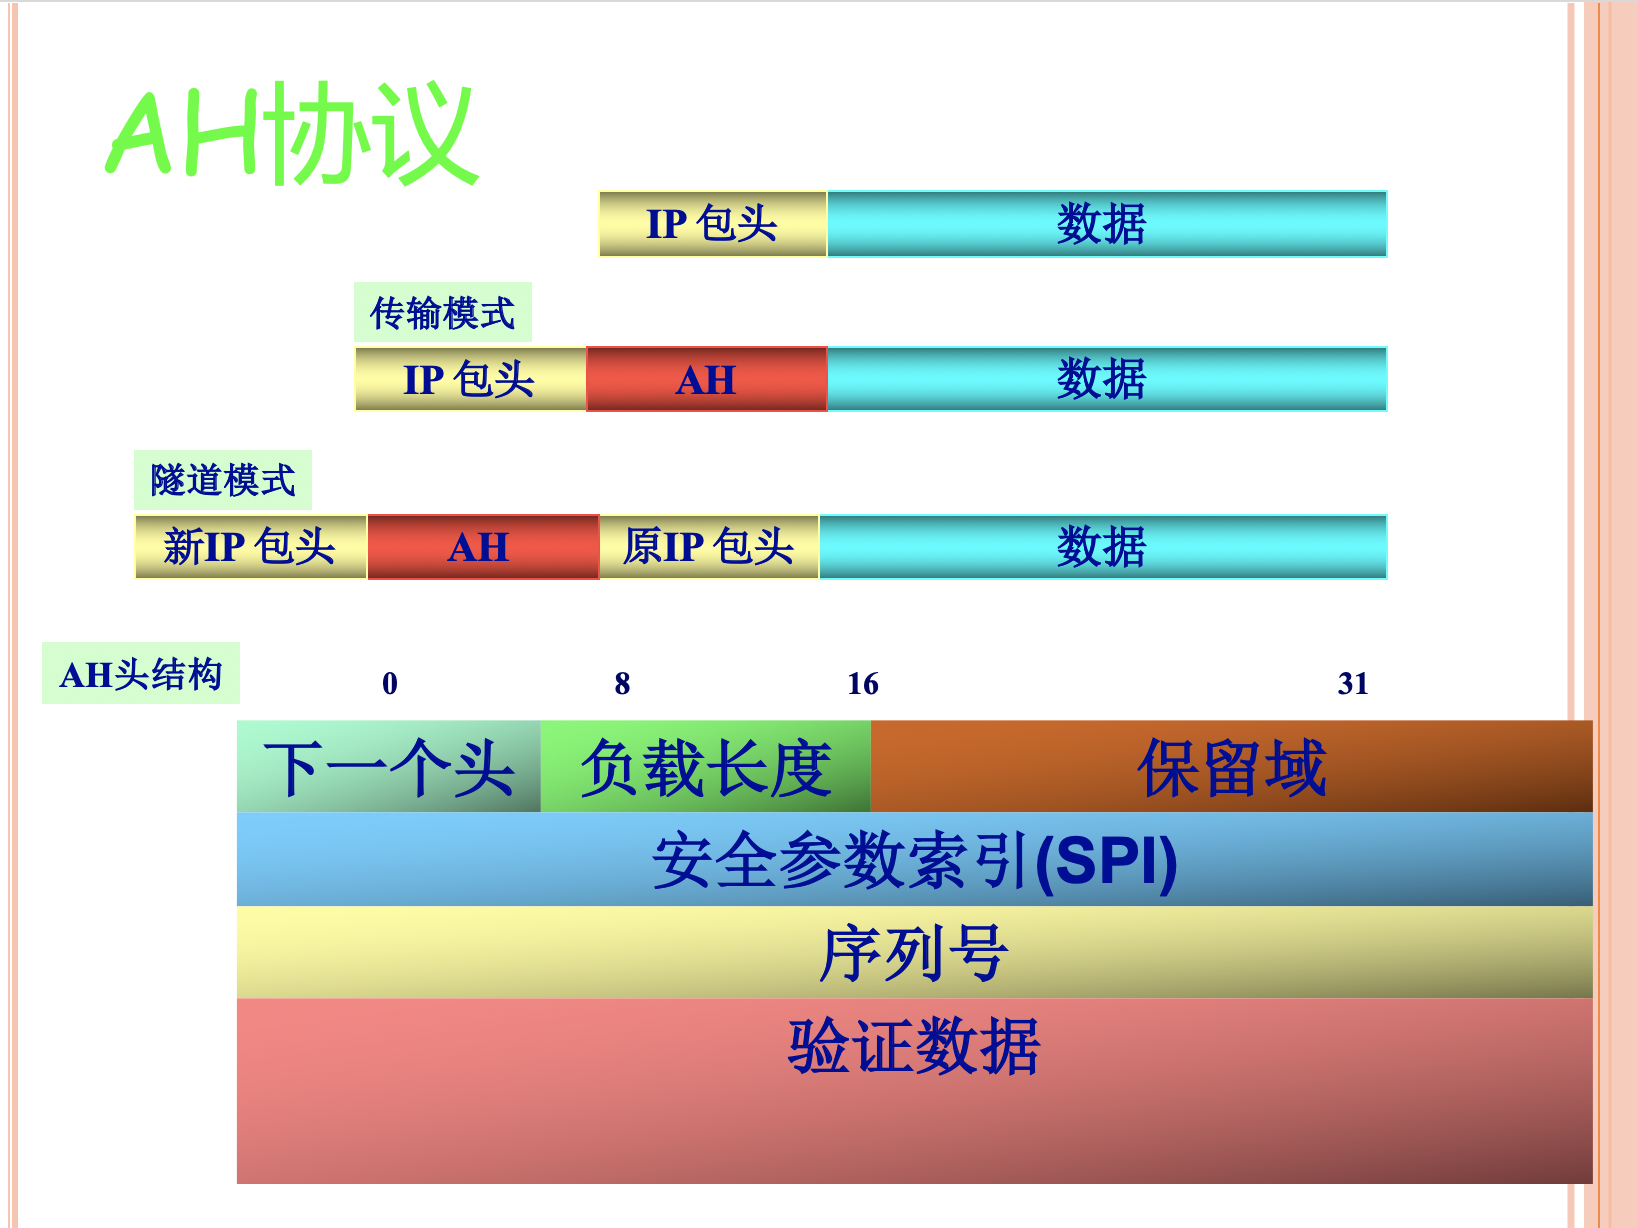 AH协议
IP 包头 数据
传输模式
IP 包头 AH 数据
隧道模式
新IP 包头 AH 原IP 包头 数据
AH头结构 0 8 16 31
下一个头 负载长度 保留域
安全参数索引(SPI)
序列号
验证数据